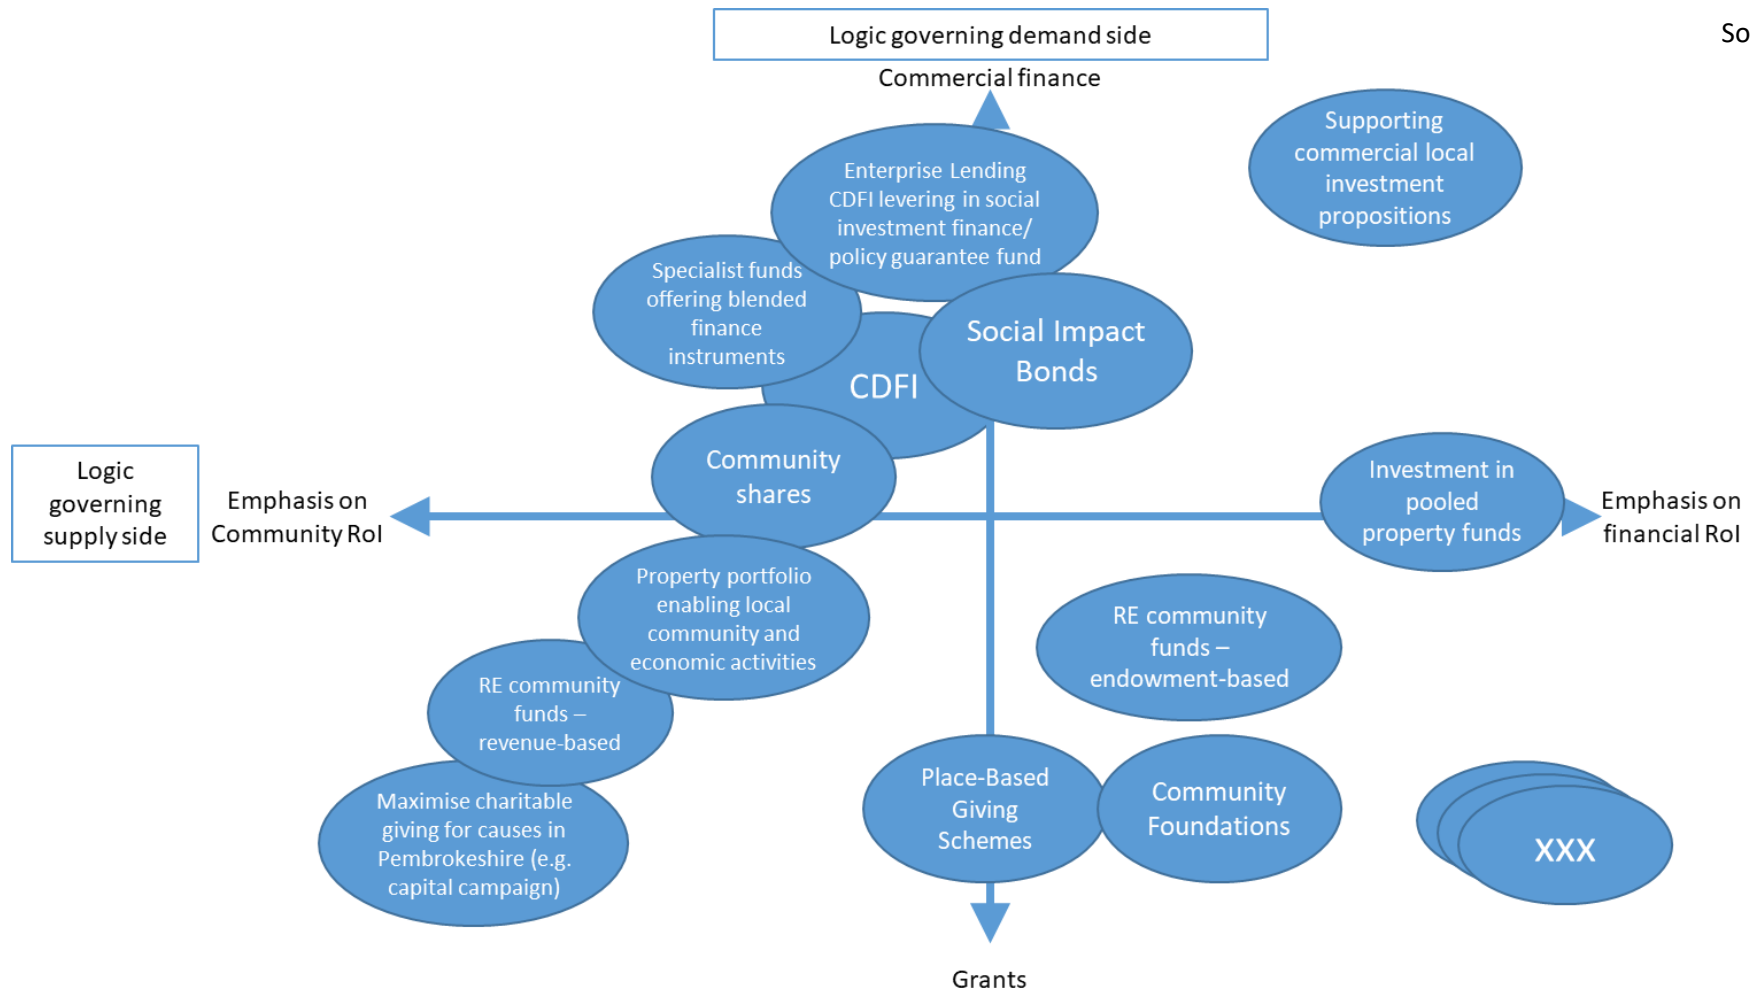 Logic governing demand side
So
Commercial finance
Supporting
commercial local
investment
propositions
Enterprise Lending
CDFI levering in social
investment finance/
policy guarantee fund
Specialist funds
offering blended
finance
instruments
Social Impact
Bonds
CDFI
Community
shares
Logic
governing
supply side
Emphasis on
Community RoI
Investment in
pooled
property funds
Emphasis on
financial RoI
Property portfolio
enabling local
community and
economic activities
RE community
funds –
endowment-based
RE community
funds –
revenue-based
Maximise charitable
giving for causes in
Pembrokeshire (e.g.
capital campaign)
Place-Based
Giving
Schemes
Community
Foundations
XXX
Grants